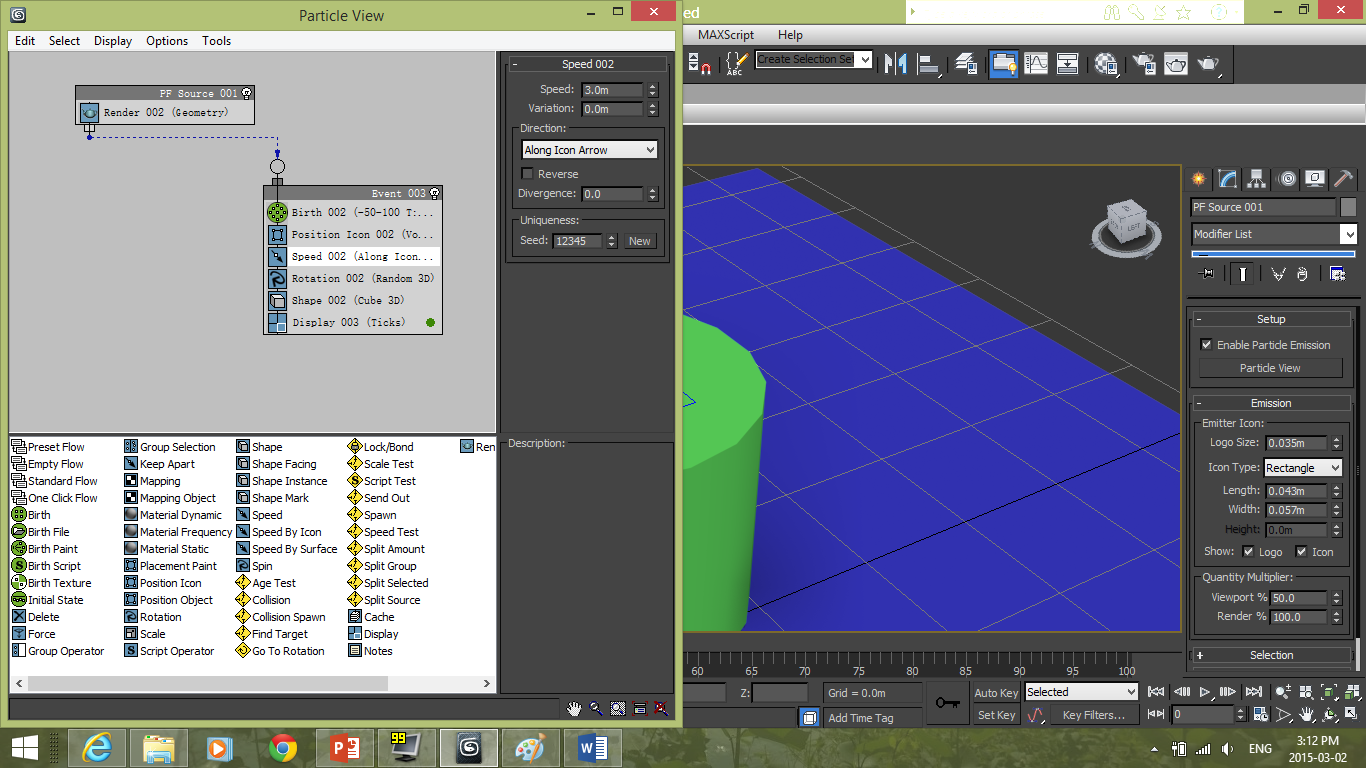 Particle View
Edit Select Display Options Tools
PF Source 001
Render 002 (Geometry)
Event 003
Birth 002 (-50-100 T:...
Position Icon 002 (Vo...
Speed 002 (Along Icon...
Rotation 002 (Random 3D)
Shape 002 (Cube 3D)
Display 003 (Ticks)
- Speed 002
Speed: 3.0m
Variation: 0.0m
Direction:
Along Icon Arrow
Reverse
Divergence: 0.0
Uniqueness:
Seed: 12345 New
Preset Flow Group Selection Shape Lock/Bond Ren
Empty Flow Keep Apart Shape Facing Scale Test
Standard Flow Mapping Shape Instance Script Test
One Click Flow Mapping Object Shape Mark Send Out
Birth Material Dynamic Speed Spawn
Birth File Material Frequency Speed By Icon Speed Test
Birth Paint Material Static Speed By Surface Split Amount
Birth Script Placement Paint Spin Split Group
Birth Texture Position Icon Age Test Split Selected
Initial State Position Object Collision Split Source
Delete Rotation Collision Spawn Cache
Force Scale Find Target Display
Group Operator Script Operator Go To Rotation Notes
Description:
ed
MAXScript Help
ABC
Create Selection Se
LEFT
PF Source 001
Modifier List
- Setup
Enable Particle Emission
Particle View
- Emission
Emitter Icon:
Logo Size: 0.035m
Icon Type: Rectangle
Length: 0.043m
Width: 0.057m
Height: 0.0m
Show: Logo Icon
Quantity Multiplier:
Viewport % 50.0
Render % 100.0
+ Selection
60 65 70 75 80 85 90 95 100
Z: Grid = 0.0m
Add Time Tag
Auto Key Selected
Set Key Key Filters...
0
99
ENG
3:12 PM
2015-03-02